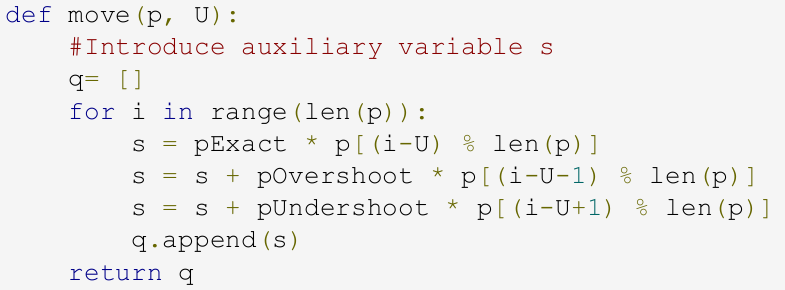 def move(p, U):
    #Introduce auxiliary variable s
    q= []
    for i in range(len(p)):
        s = pExact * p[(i-U) % len(p)]
        s = s + pOvershoot * p[(i-U-1) % len(p)]
        s = s + pUndershoot * p[(i-U+1) % len(p)]
        q.append(s)
    return q